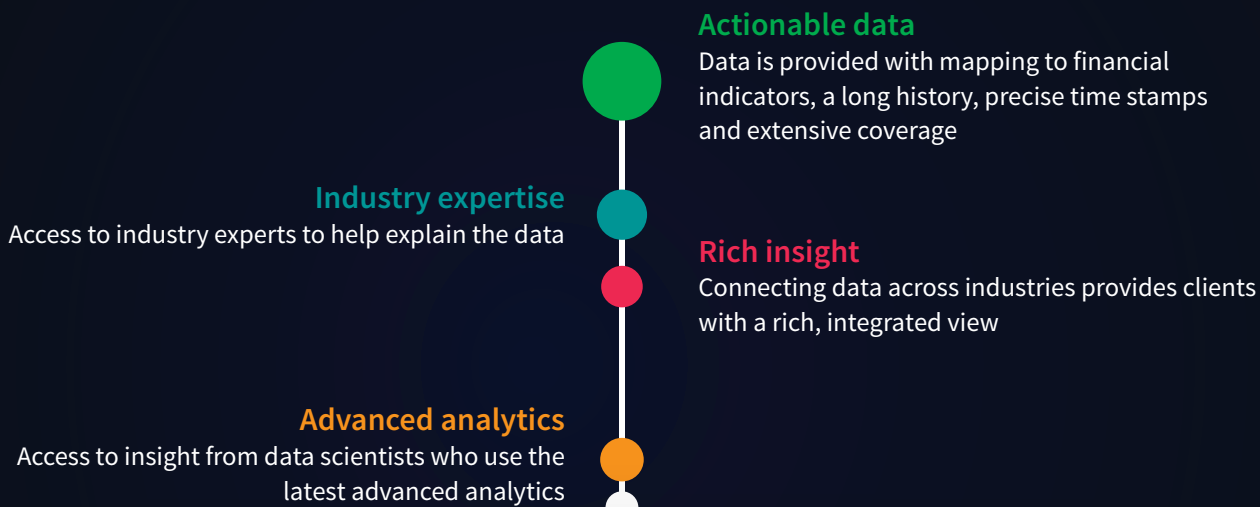 Actionable data
Data is provided with mapping to financial
indicators, a long history, precise time stamps
and extensive coverage
Industry expertise
Access to industry experts to help explain the data
Rich insight
Connecting data across industries provides clients
with a rich, integrated view
Advanced analytics
Access to insight from data scientists who use the
latest advanced analytics